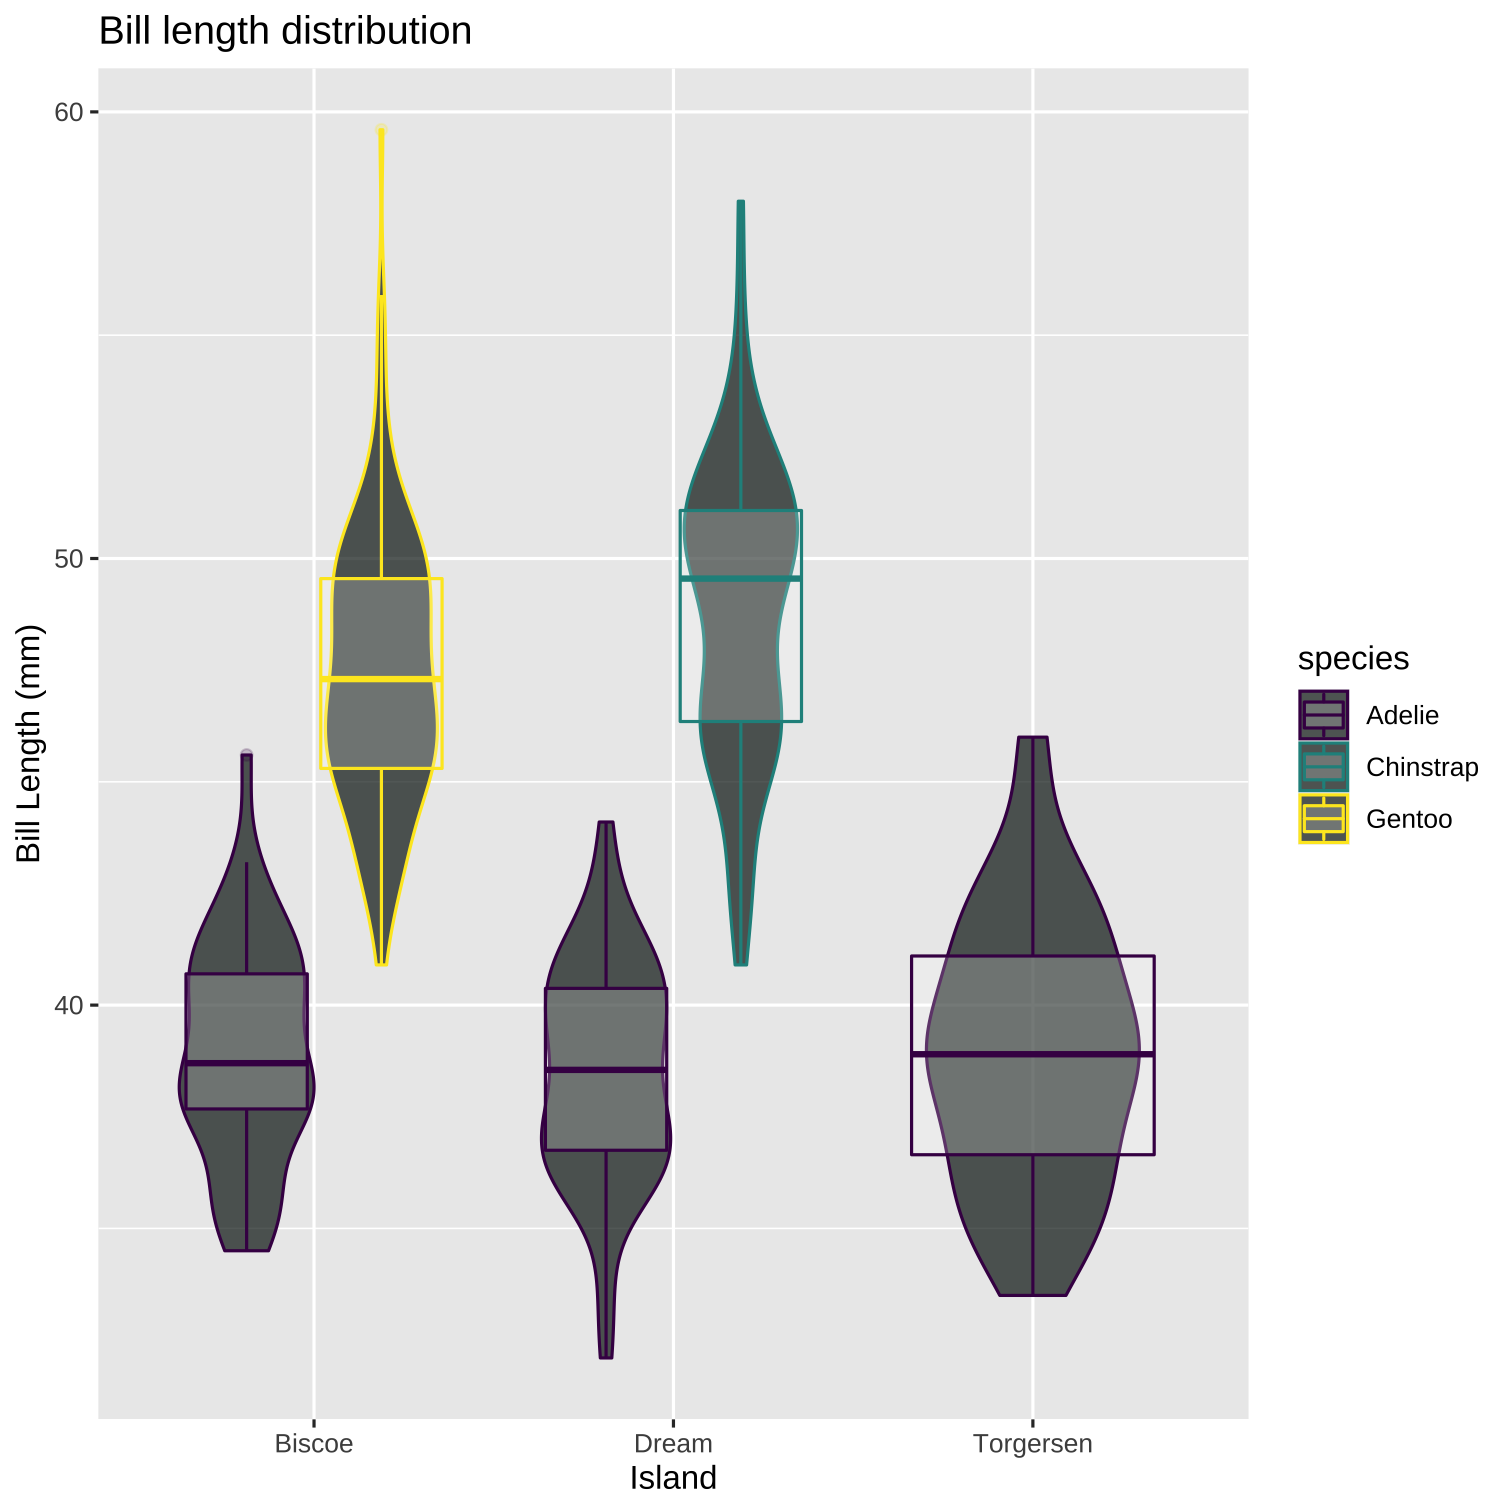 Bill length distribution
60
50
40
Bill Length (mm)
Biscoe
Dream
Torgersen
Island
species
Adelie
Chinstrap
Gentoo